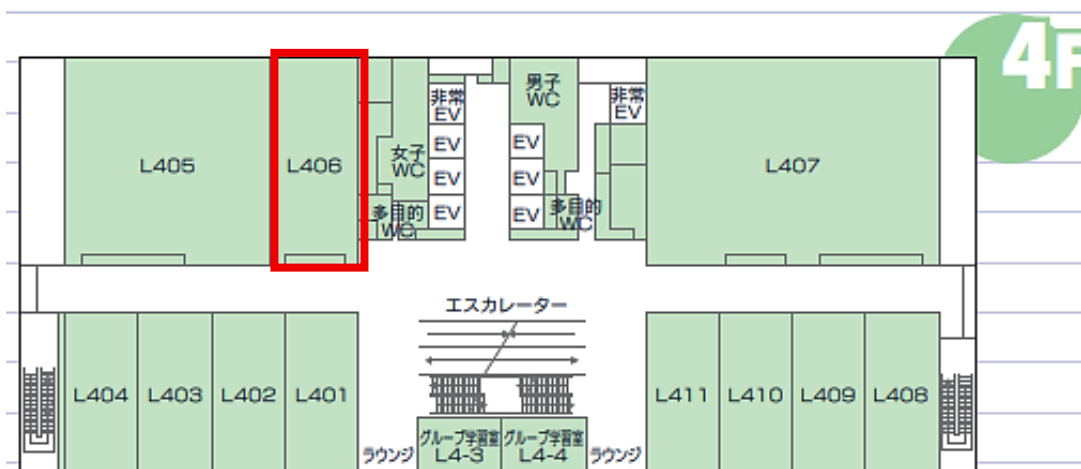 4F
男子
WC
非常
EV
非常
EV
EV
EV
女子
WC
L405
L406
L407
EV
EV
多目的
WC
EV
EV
多目的
WC
エスカレーター
L404
L403
L402
L401
L411
L410
L409
L408
グループ学習室
L4-3
グループ学習室
L4-4
ラウンジ
ラウンジ